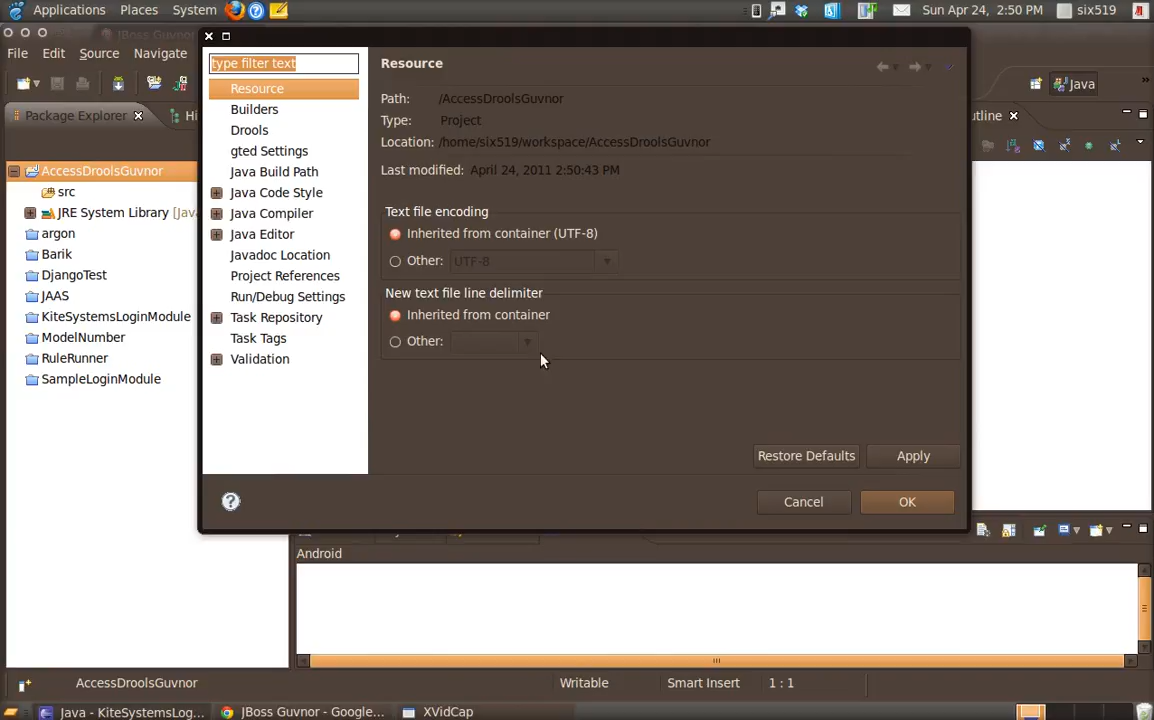 Applications Places System
Sun Apr 24, 2:50 PM six519
JBoss Guvnor
File Edit Source Navigate
Java
Package Explorer Hi
utline
AccessDroolsGuvnor
src
JRE System Library [Jav
argon
Barik
DjangoTest
JAAS
KiteSystemsLoginModule
ModelNumber
RuleRunner
SampleLoginModule
type filter text
Resource
Builders
Drools
gted Settings
Java Build Path
Java Code Style
Java Compiler
Java Editor
Javadoc Location
Project References
Run/Debug Settings
Task Repository
Task Tags
Validation
Resource
Path: /AccessDroolsGuvnor
Type: Project
Location: /home/six519/workspace/AccessDroolsGuvnor
Last modified: April 24, 2011 2:50:43 PM
Text file encoding
Inherited from container (UTF-8)
Other: UTF-8
New text file line delimiter
Inherited from container
Other:
Restore Defaults Apply
? Cancel OK
Android
AccessDroolsGuvnor Writable Smart Insert 1 : 1
Java - KiteSystemsLog... JBoss Guvnor - Google... XVidCap